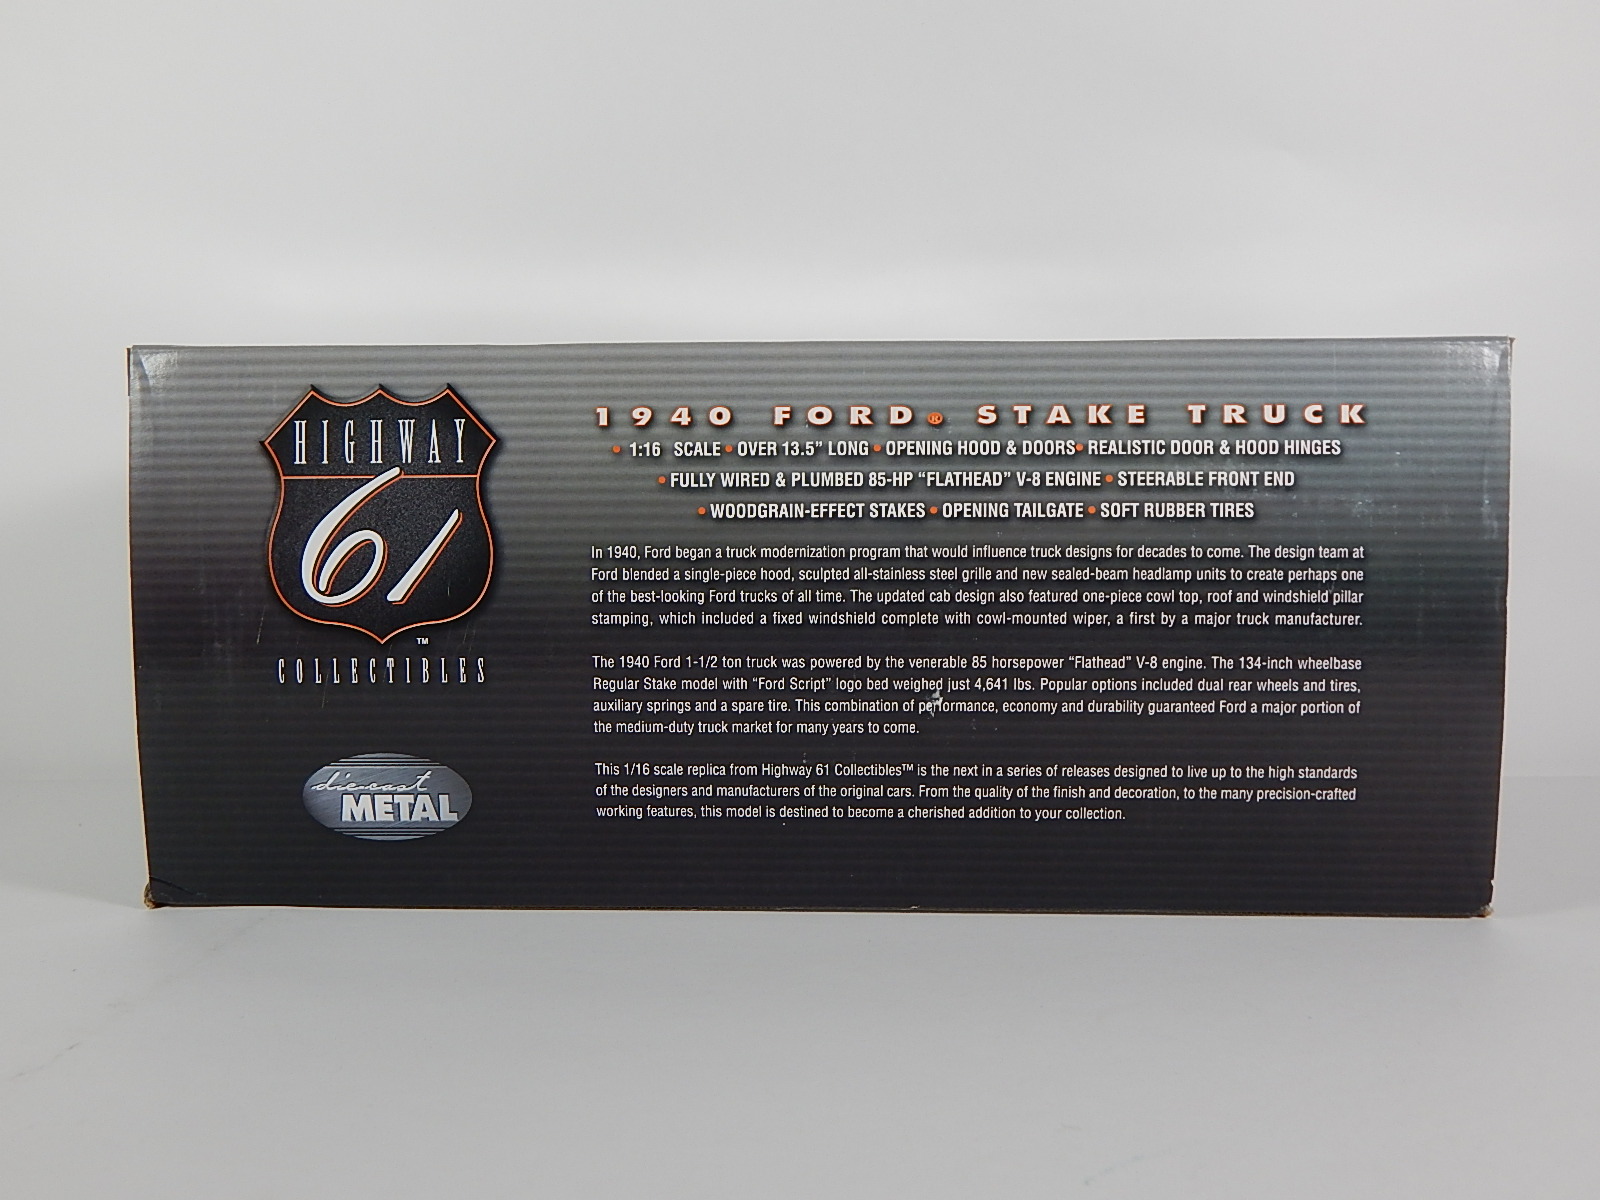 HIGHWAY
61
™
COLLECTIBLES
die-cast
METAL
1940 FORD® STAKE TRUCK
• 1:16 SCALE • OVER 13.5” LONG • OPENING HOOD & DOORS • REALISTIC DOOR & HOOD HINGES
• FULLY WIRED & PLUMBED 85-HP “FLATHEAD” V-8 ENGINE • STEERABLE FRONT END
• WOODGRAIN-EFFECT STAKES • OPENING TAILGATE • SOFT RUBBER TIRES
In 1940, Ford began a truck modernization program that would influence truck designs for decades to come. The design team at
Ford blended a single-piece hood, sculpted all-stainless steel grille and new sealed-beam headlamp units to create perhaps one
of the best-looking Ford trucks of all time. The updated cab design also featured one-piece cowl top, roof and windshield pillar
stamping, which included a fixed windshield complete with cowl-mounted wiper, a first by a major truck manufacturer.
The 1940 Ford 1-1/2 ton truck was powered by the venerable 85 horsepower “Flathead” V-8 engine. The 134-inch wheelbase
Regular Stake model with “Ford Script” logo bed weighed just 4,641 lbs. Popular options included dual rear wheels and tires,
auxiliary springs and a spare tire. This combination of performance, economy and durability guaranteed Ford a major portion of
the medium-duty truck market for many years to come.
This 1/16 scale replica from Highway 61 Collectibles™ is the next in a series of releases designed to live up to the high standards
of the designers and manufacturers of the original cars. From the quality of the finish and decoration, to the many precision-crafted
working features, this model is destined to become a cherished addition to your collection.